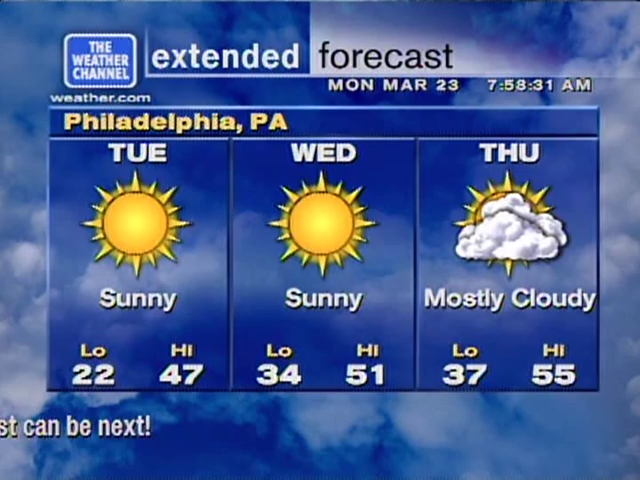 THE
WEATHER
CHANNEL
weather.com
extended forecast
MON MAR 23 7:58:31 AM
Philadelphia, PA
TUE WED THU
Sunny Sunny Mostly Cloudy
Lo Hi Lo Hi Lo Hi
22 47 34 51 37 55
st can be next!